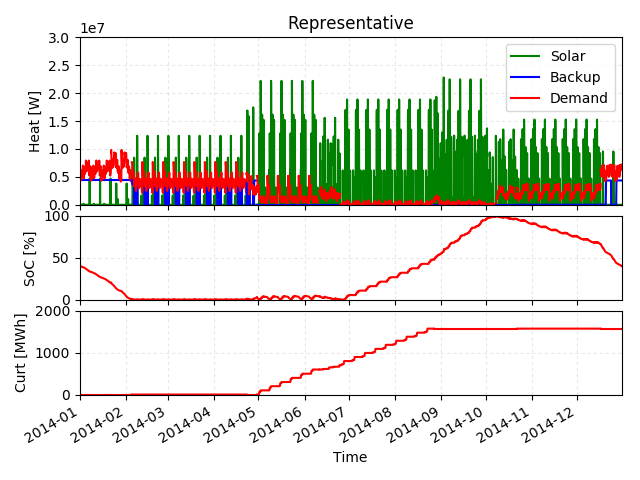 Representative
1e7
3.0
2.5
2.0
1.5
1.0
0.5
0.0
Heat [W]
Solar
Backup
Demand
100
50
0
SoC [%]
2000
1000
0
Curt [MWh]
2014-01
2014-02
2014-03
2014-04
2014-05
2014-06
2014-07
2014-08
2014-09
2014-10
2014-11
2014-12
Time